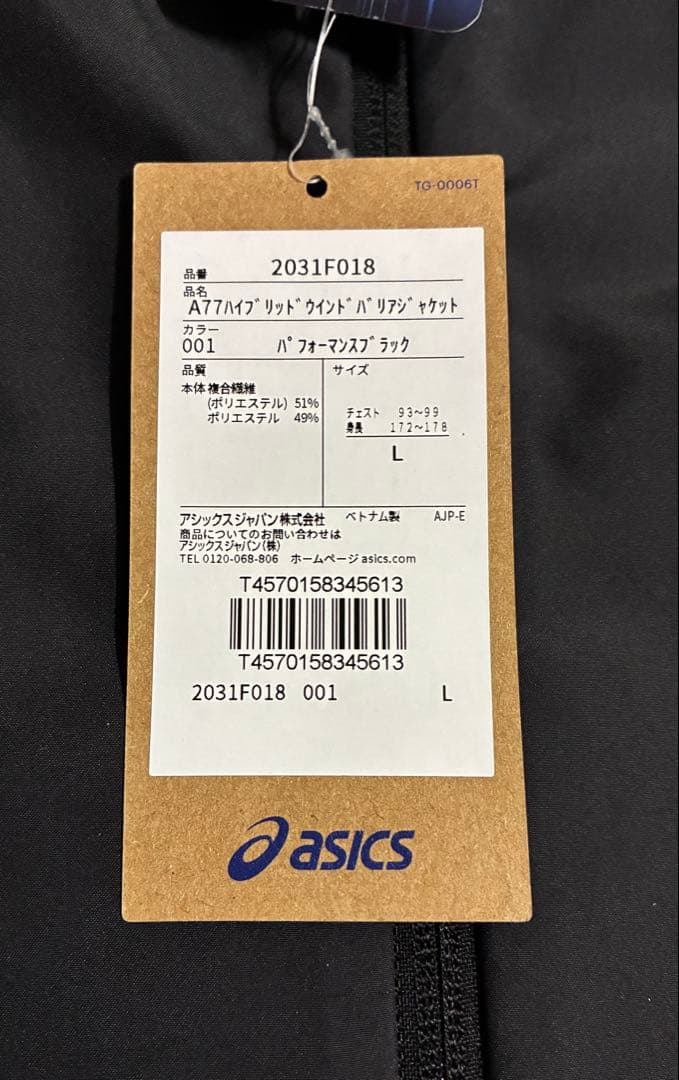 TG-0006T
品番 2031F018
品名
A77ﾊｲﾌﾞﾘｯﾄﾞｳｲﾝﾄﾞﾊﾞﾘｱｼﾞｬｹｯﾄ
カラー
001 ﾊﾟﾌｫｰﾏﾝｽﾌﾞﾗｯｸ
品質
本体 複合繊維
(ポリエステル) 51%
ポリエステル 49%
サイズ
チェスト 93~99
身長 172~178
L
アシックスジャパン株式会社 ベトナム製 AJP-E
商品についてのお問い合わせは
アシックスジャパン(株)
TEL 0120-068-806 ホームページ asics.com
T4570158345613
T4570158345613
2031F018 001 L
asics